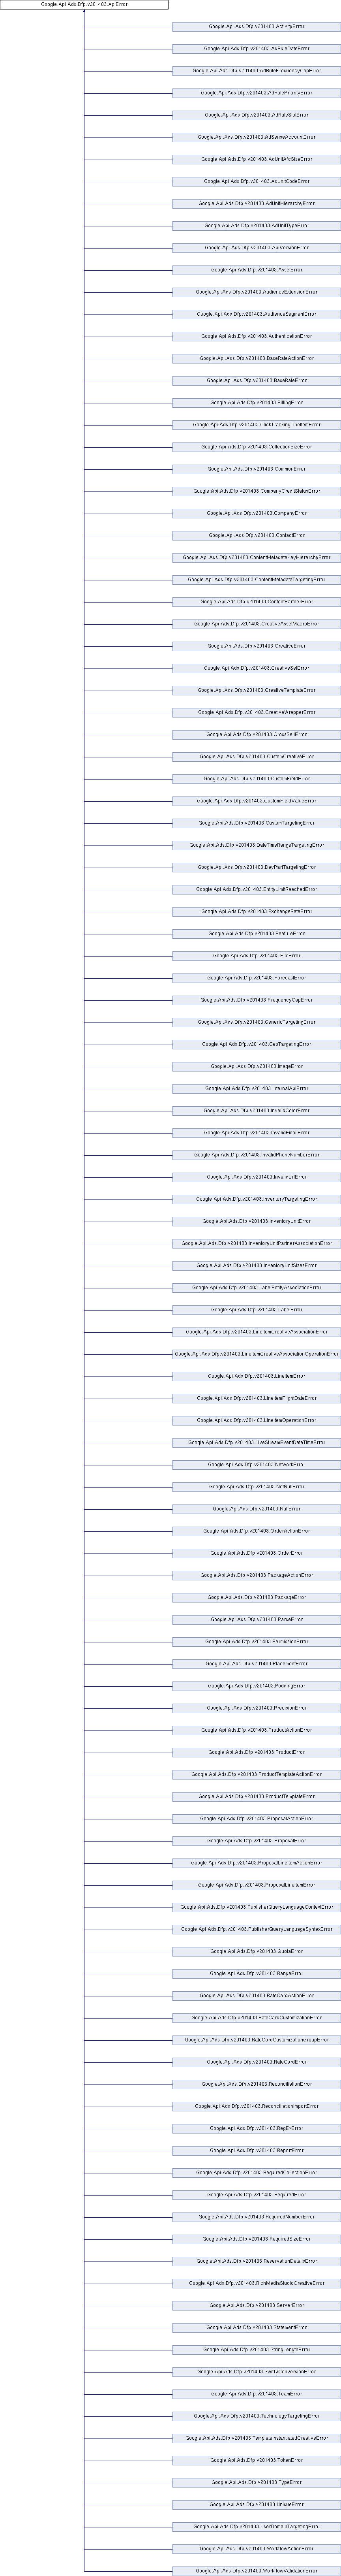 Google.Api.Ads.Dfp.v201403.ApiError
Google.Api.Ads.Dfp.v201403.ActivityError
Google.Api.Ads.Dfp.v201403.AdRuleDateError
Google.Api.Ads.Dfp.v201403.AdRuleFrequencyCapError
Google.Api.Ads.Dfp.v201403.AdRulePriorityError
Google.Api.Ads.Dfp.v201403.AdRuleSlotError
Google.Api.Ads.Dfp.v201403.AdSenseAccountError
Google.Api.Ads.Dfp.v201403.AdUnitAfcSizeError
Google.Api.Ads.Dfp.v201403.AdUnitCodeError
Google.Api.Ads.Dfp.v201403.AdUnitHierarchyError
Google.Api.Ads.Dfp.v201403.AdUnitTypeError
Google.Api.Ads.Dfp.v201403.ApiVersionError
Google.Api.Ads.Dfp.v201403.AssetError
Google.Api.Ads.Dfp.v201403.AudienceExtensionError
Google.Api.Ads.Dfp.v201403.AudienceSegmentError
Google.Api.Ads.Dfp.v201403.AuthenticationError
Google.Api.Ads.Dfp.v201403.BaseRateActionError
Google.Api.Ads.Dfp.v201403.BaseRateError
Google.Api.Ads.Dfp.v201403.BillingError
Google.Api.Ads.Dfp.v201403.ClickTrackingLineItemError
Google.Api.Ads.Dfp.v201403.CollectionSizeError
Google.Api.Ads.Dfp.v201403.CommonError
Google.Api.Ads.Dfp.v201403.CompanyCreditStatusError
Google.Api.Ads.Dfp.v201403.CompanyError
Google.Api.Ads.Dfp.v201403.ContactError
Google.Api.Ads.Dfp.v201403.ContentMetadataKeyHierarchyError
Google.Api.Ads.Dfp.v201403.ContentMetadataTargetingError
Google.Api.Ads.Dfp.v201403.ContentPartnerError
Google.Api.Ads.Dfp.v201403.CreativeAssetMacroError
Google.Api.Ads.Dfp.v201403.CreativeError
Google.Api.Ads.Dfp.v201403.CreativeSetError
Google.Api.Ads.Dfp.v201403.CreativeTemplateError
Google.Api.Ads.Dfp.v201403.CreativeWrapperError
Google.Api.Ads.Dfp.v201403.CrossSellError
Google.Api.Ads.Dfp.v201403.CustomCreativeError
Google.Api.Ads.Dfp.v201403.CustomFieldError
Google.Api.Ads.Dfp.v201403.CustomFieldValueError
Google.Api.Ads.Dfp.v201403.CustomTargetingError
Google.Api.Ads.Dfp.v201403.DateTimeRangeTargetingError
Google.Api.Ads.Dfp.v201403.DayPartTargetingError
Google.Api.Ads.Dfp.v201403.EntityLimitReachedError
Google.Api.Ads.Dfp.v201403.ExchangeRateError
Google.Api.Ads.Dfp.v201403.FeatureError
Google.Api.Ads.Dfp.v201403.FileError
Google.Api.Ads.Dfp.v201403.ForecastError
Google.Api.Ads.Dfp.v201403.FrequencyCapError
Google.Api.Ads.Dfp.v201403.GenericTargetingError
Google.Api.Ads.Dfp.v201403.GeoTargetingError
Google.Api.Ads.Dfp.v201403.ImageError
Google.Api.Ads.Dfp.v201403.InternalApiError
Google.Api.Ads.Dfp.v201403.InvalidColorError
Google.Api.Ads.Dfp.v201403.InvalidEmailError
Google.Api.Ads.Dfp.v201403.InvalidPhoneNumberError
Google.Api.Ads.Dfp.v201403.InvalidUrlError
Google.Api.Ads.Dfp.v201403.InventoryTargetingError
Google.Api.Ads.Dfp.v201403.InventoryUnitError
Google.Api.Ads.Dfp.v201403.InventoryUnitPartnerAssociationError
Google.Api.Ads.Dfp.v201403.InventoryUnitSizesError
Google.Api.Ads.Dfp.v201403.LabelEntityAssociationError
Google.Api.Ads.Dfp.v201403.LabelError
Google.Api.Ads.Dfp.v201403.LineItemCreativeAssociationError
Google.Api.Ads.Dfp.v201403.LineItemCreativeAssociationOperationError
Google.Api.Ads.Dfp.v201403.LineItemError
Google.Api.Ads.Dfp.v201403.LineItemFlightDateError
Google.Api.Ads.Dfp.v201403.LineItemOperationError
Google.Api.Ads.Dfp.v201403.LiveStreamEventDateTimeError
Google.Api.Ads.Dfp.v201403.NetworkError
Google.Api.Ads.Dfp.v201403.NotNullError
Google.Api.Ads.Dfp.v201403.NullError
Google.Api.Ads.Dfp.v201403.OrderActionError
Google.Api.Ads.Dfp.v201403.OrderError
Google.Api.Ads.Dfp.v201403.PackageActionError
Google.Api.Ads.Dfp.v201403.PackageError
Google.Api.Ads.Dfp.v201403.ParseError
Google.Api.Ads.Dfp.v201403.PermissionError
Google.Api.Ads.Dfp.v201403.PlacementError
Google.Api.Ads.Dfp.v201403.PoddingError
Google.Api.Ads.Dfp.v201403.PrecisionError
Google.Api.Ads.Dfp.v201403.ProductActionError
Google.Api.Ads.Dfp.v201403.ProductError
Google.Api.Ads.Dfp.v201403.ProductTemplateActionError
Google.Api.Ads.Dfp.v201403.ProductTemplateError
Google.Api.Ads.Dfp.v201403.ProposalActionError
Google.Api.Ads.Dfp.v201403.ProposalError
Google.Api.Ads.Dfp.v201403.ProposalLineItemActionError
Google.Api.Ads.Dfp.v201403.ProposalLineItemError
Google.Api.Ads.Dfp.v201403.PublisherQueryLanguageContextError
Google.Api.Ads.Dfp.v201403.PublisherQueryLanguageSyntaxError
Google.Api.Ads.Dfp.v201403.QuotaError
Google.Api.Ads.Dfp.v201403.RangeError
Google.Api.Ads.Dfp.v201403.RateCardActionError
Google.Api.Ads.Dfp.v201403.RateCardCustomizationError
Google.Api.Ads.Dfp.v201403.RateCardCustomizationGroupError
Google.Api.Ads.Dfp.v201403.RateCardError
Google.Api.Ads.Dfp.v201403.ReconciliationError
Google.Api.Ads.Dfp.v201403.ReconciliationImportError
Google.Api.Ads.Dfp.v201403.RegExError
Google.Api.Ads.Dfp.v201403.ReportError
Google.Api.Ads.Dfp.v201403.RequiredCollectionError
Google.Api.Ads.Dfp.v201403.RequiredError
Google.Api.Ads.Dfp.v201403.RequiredNumberError
Google.Api.Ads.Dfp.v201403.RequiredSizeError
Google.Api.Ads.Dfp.v201403.ReservationDetailsError
Google.Api.Ads.Dfp.v201403.RichMediaStudioCreativeError
Google.Api.Ads.Dfp.v201403.ServerError
Google.Api.Ads.Dfp.v201403.StatementError
Google.Api.Ads.Dfp.v201403.StringLengthError
Google.Api.Ads.Dfp.v201403.SwiffyConversionError
Google.Api.Ads.Dfp.v201403.TeamError
Google.Api.Ads.Dfp.v201403.TechnologyTargetingError
Google.Api.Ads.Dfp.v201403.TemplateInstantiatedCreativeError
Google.Api.Ads.Dfp.v201403.TokenError
Google.Api.Ads.Dfp.v201403.TypeError
Google.Api.Ads.Dfp.v201403.UniqueError
Google.Api.Ads.Dfp.v201403.UserDomainTargetingError
Google.Api.Ads.Dfp.v201403.WorkflowActionError
Google.Api.Ads.Dfp.v201403.WorkflowValidationError